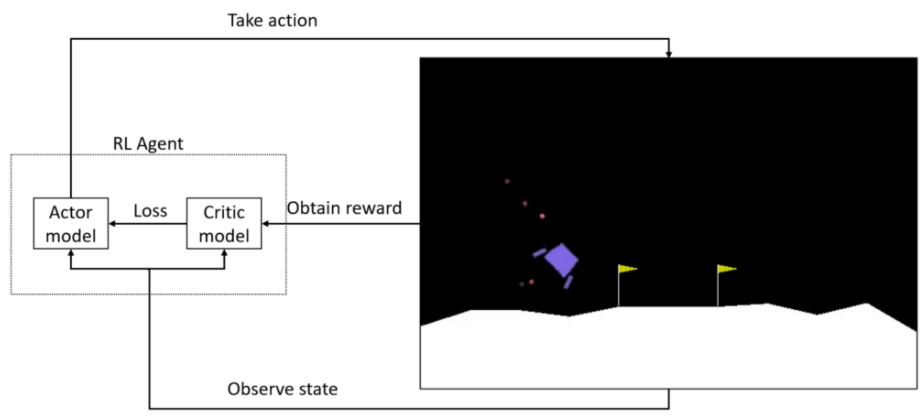 Take action
RL Agent
Actor
model
Loss
Critic
model
Obtain reward
Observe state